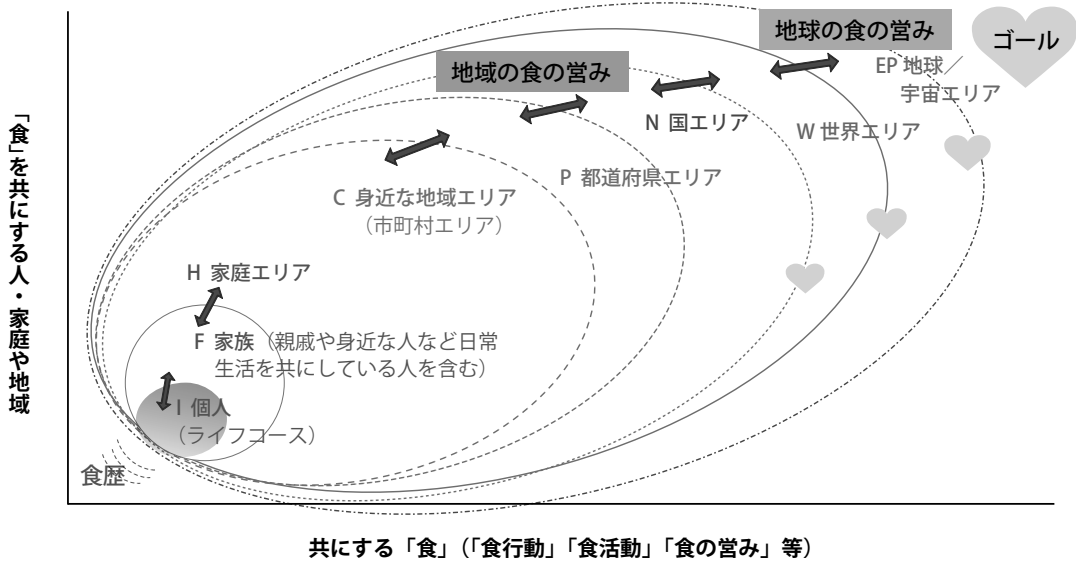 地球の食の営み
ゴール
地域の食の営み
EP 地球／
宇宙エリア
N 国エリア
W 世界エリア
P 都道府県エリア
C 身近な地域エリア
（市町村エリア）
H 家庭エリア
F 家族（親戚や身近な人など日常
生活を共にしている人を含む）
I 個人
（ライフコース）
食歴
「食」を共にする人・家庭や地域
共にする「食」（「食行動」「食活動」「食の営み」等）